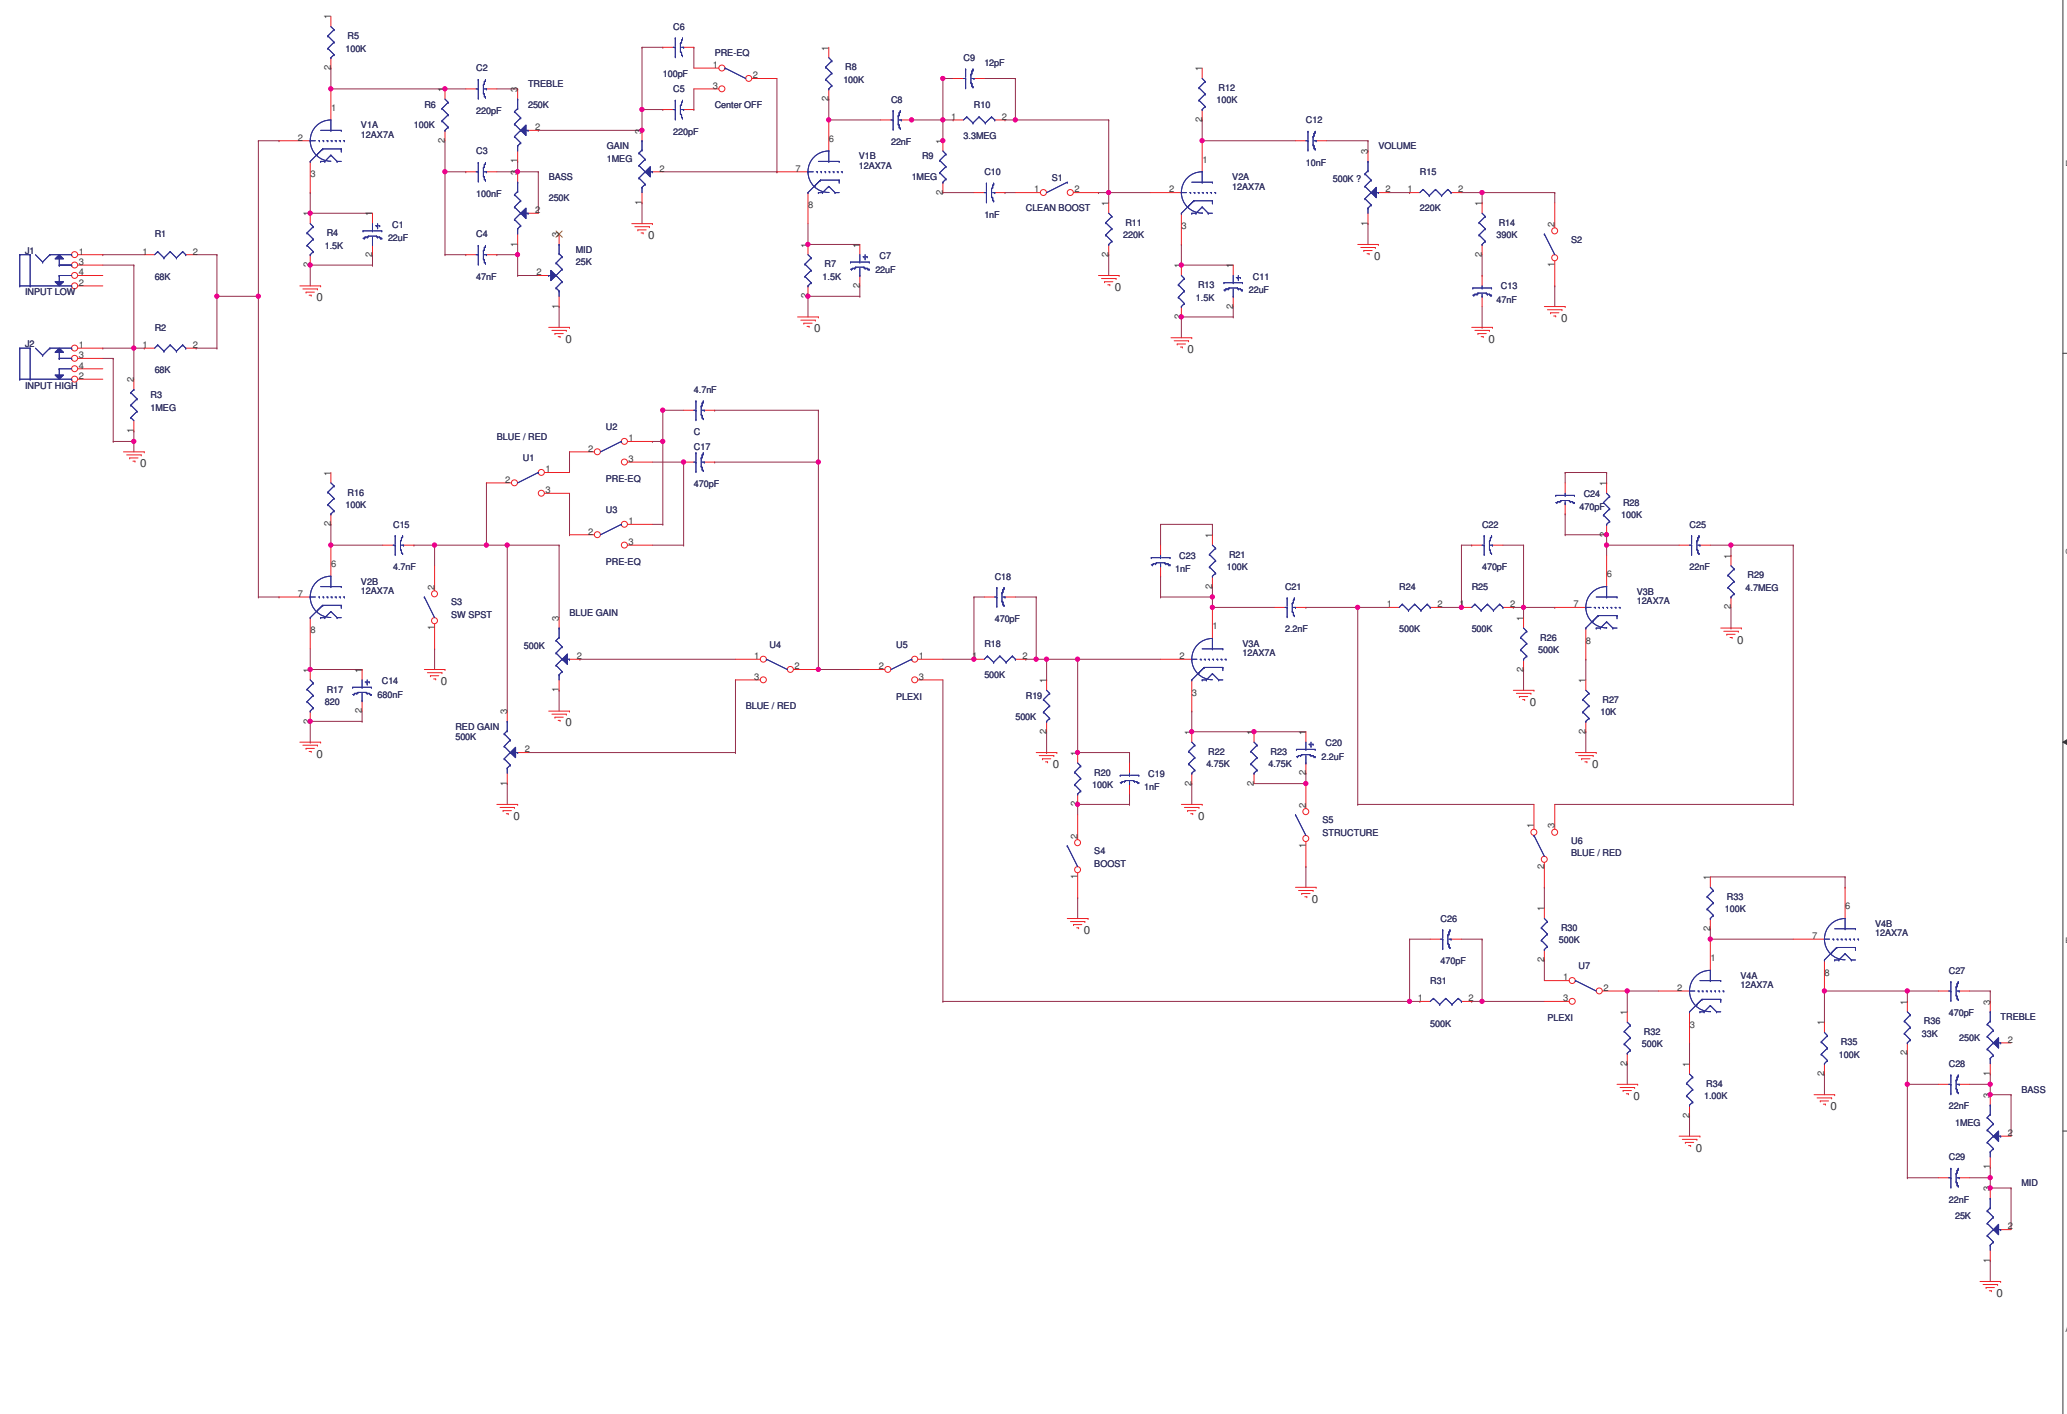 R5
100K
V1A
12AX7A
R6
100K
C2
220pF
TREBLE
250K
C3
100nF
BASS
250K
C4
47nF
MID
25K
R4
1.5K
C1
22uF
J1
INPUT LOW
R1
68K
J2
INPUT HIGH
R2
68K
R3
1MEG
C6
100pF
PRE-EQ
C5
220pF
Center OFF
GAIN
1MEG
R8
100K
V1B
12AX7A
R7
1.5K
C7
22uF
C8
22nF
C9
12pF
R10
3.3MEG
R9
1MEG
C10
1nF
S1
CLEAN BOOST
R11
220K
R12
100K
V2A
12AX7A
R13
1.5K
C11
22uF
C12
10nF
VOLUME
500K ?
R15
220K
R14
390K
C13
47nF
S2
R16
100K
V2B
12AX7A
R17
820
C14
680nF
C15
4.7nF
S3
SW SPST
BLUE / RED
U1
U2
PRE-EQ
U3
PRE-EQ
4.7nF
C
C17
470pF
BLUE GAIN
500K
RED GAIN
500K
U4
BLUE / RED
U5
PLEXI
C18
470pF
R18
500K
R19
500K
R20
100K
C19
1nF
S4
BOOST
C23
1nF
R21
100K
V3A
12AX7A
R22
4.75K
R23
4.75K
C20
2.2uF
S5
STRUCTURE
C21
2.2nF
R24
500K
C22
470pF
R25
500K
R26
500K
C24
470pF
R28
100K
V3B
12AX7A
R27
10K
C25
22nF
R29
4.7MEG
U6
BLUE / RED
R30
500K
C26
470pF
R31
500K
U7
PLEXI
R32
500K
R33
100K
V4A
12AX7A
R34
1.00K
V4B
12AX7A
R35
100K
R36
33K
C27
470pF
TREBLE
250K
C28
22nF
BASS
1MEG
C29
22nF
MID
25K